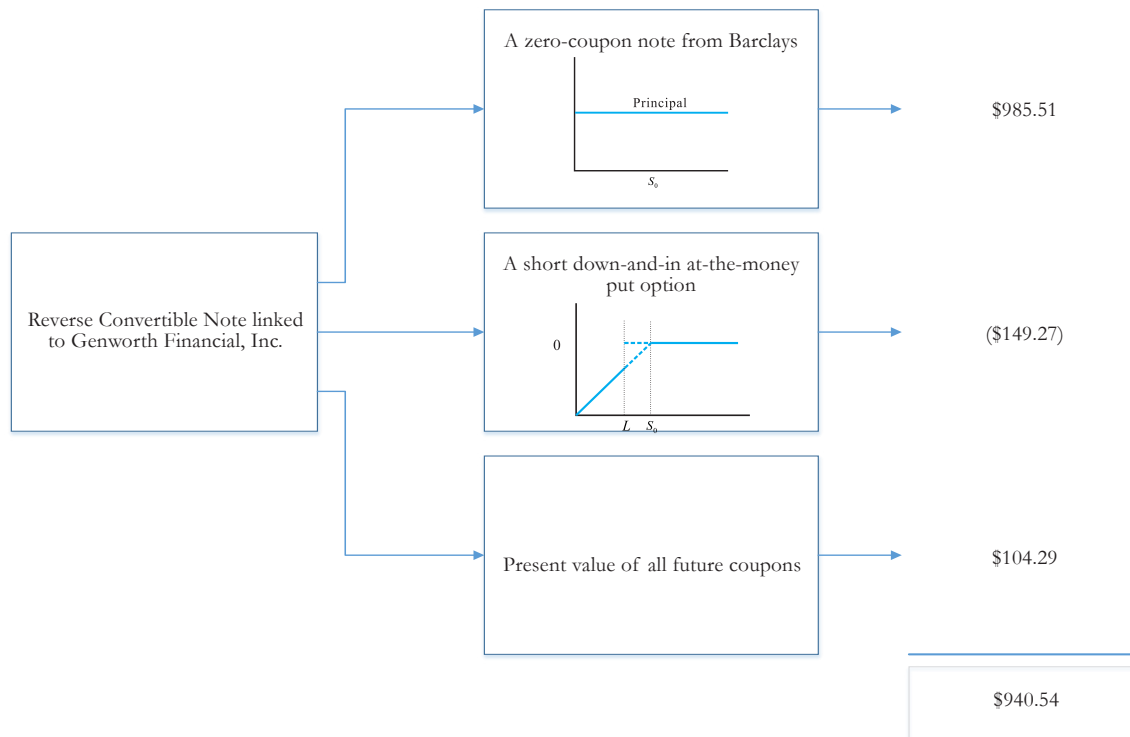 A zero-coupon note from Barclays
Principal
S₀
$985.51
Reverse Convertible Note linked
to Genworth Financial, Inc.
A short down-and-in at-the-money
put option
0
L S₀
($149.27)
Present value of all future coupons
$104.29
$940.54